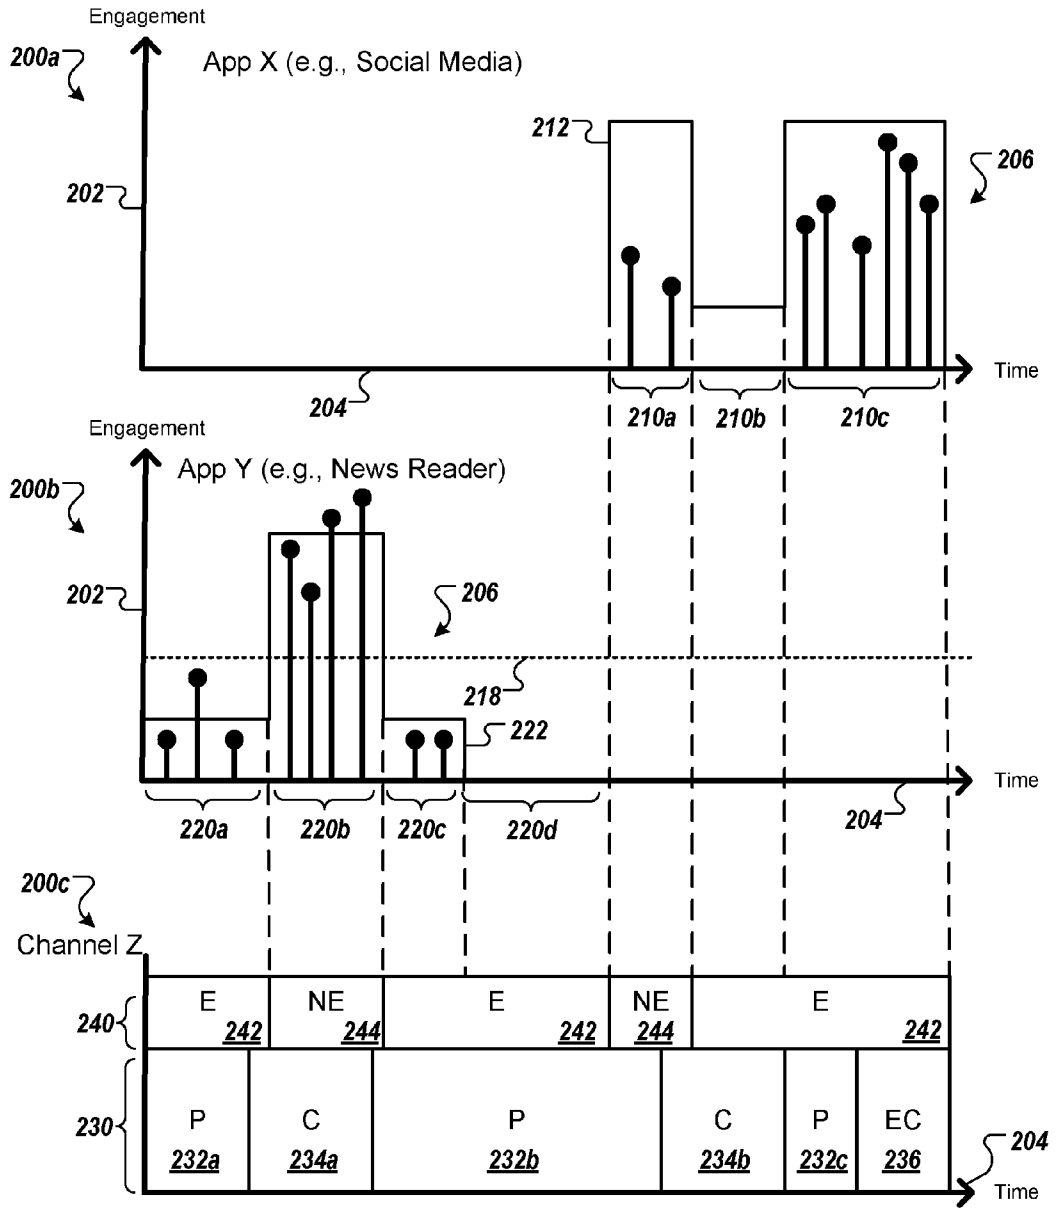 Engagement
200a
App X (e.g., Social Media)
212
206
202
Time
204
210a 210b 210c
Engagement
App Y (e.g., News Reader)
200b
202
206
218
222
Time
220a 220b 220c 220d 204
200c
Channel Z
240
E 242
NE 244
E 242
NE 244
E 242
230
P 232a
C 234a
P 232b
C 234b
P 232c
EC 236
204
Time